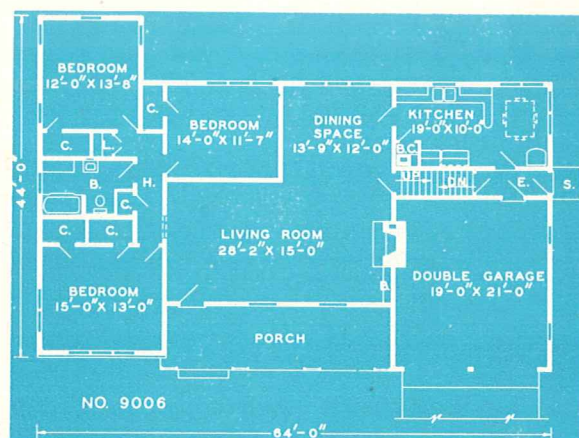 BEDROOM
12'-0" X 13'-8"
C.
BEDROOM
14'-0" X 11'-7"
DINING
SPACE
13'-9" X 12'-0"
KITCHEN
19'-0" X 10'-0"
B.C.
C.
L.
B.
H.
C.
UP
DN.
E.
S.
44'-0"
C.
C.
LIVING ROOM
28'-2" X 15'-0"
BEDROOM
15'-0" X 13'-0"
B.
DOUBLE GARAGE
19'-0" X 21'-0"
PORCH
NO. 9006
64'-0"